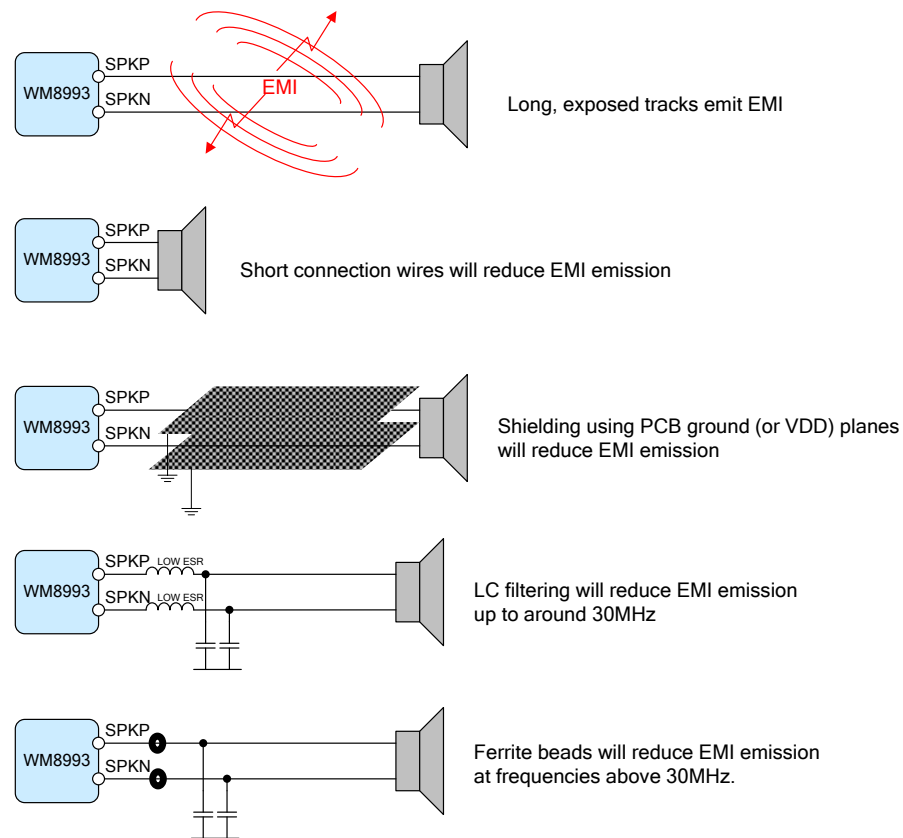 SPKP
WM8993
SPKN
EMI
Long, exposed tracks emit EMI
SPKP
WM8993
SPKN
Short connection wires will reduce EMI emission
SPKP
WM8993
SPKN
Shielding using PCB ground (or VDD) planes
will reduce EMI emission
SPKP LOW ESR
WM8993
SPKN LOW ESR
LC filtering will reduce EMI emission
up to around 30MHz
SPKP
WM8993
SPKN
Ferrite beads will reduce EMI emission
at frequencies above 30MHz.